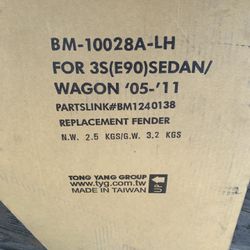 BM-10028A-LH
FOR 3S(E90)SEDAN/
WAGON '05-'11
PARTSLINK#BM1240138
REPLACEMENT FENDER
N.W. 2.5 KGS/G.W. 3.2 KGS
TONG YANG GROUP
www.tyg.com.tw
MADE IN TAIWAN